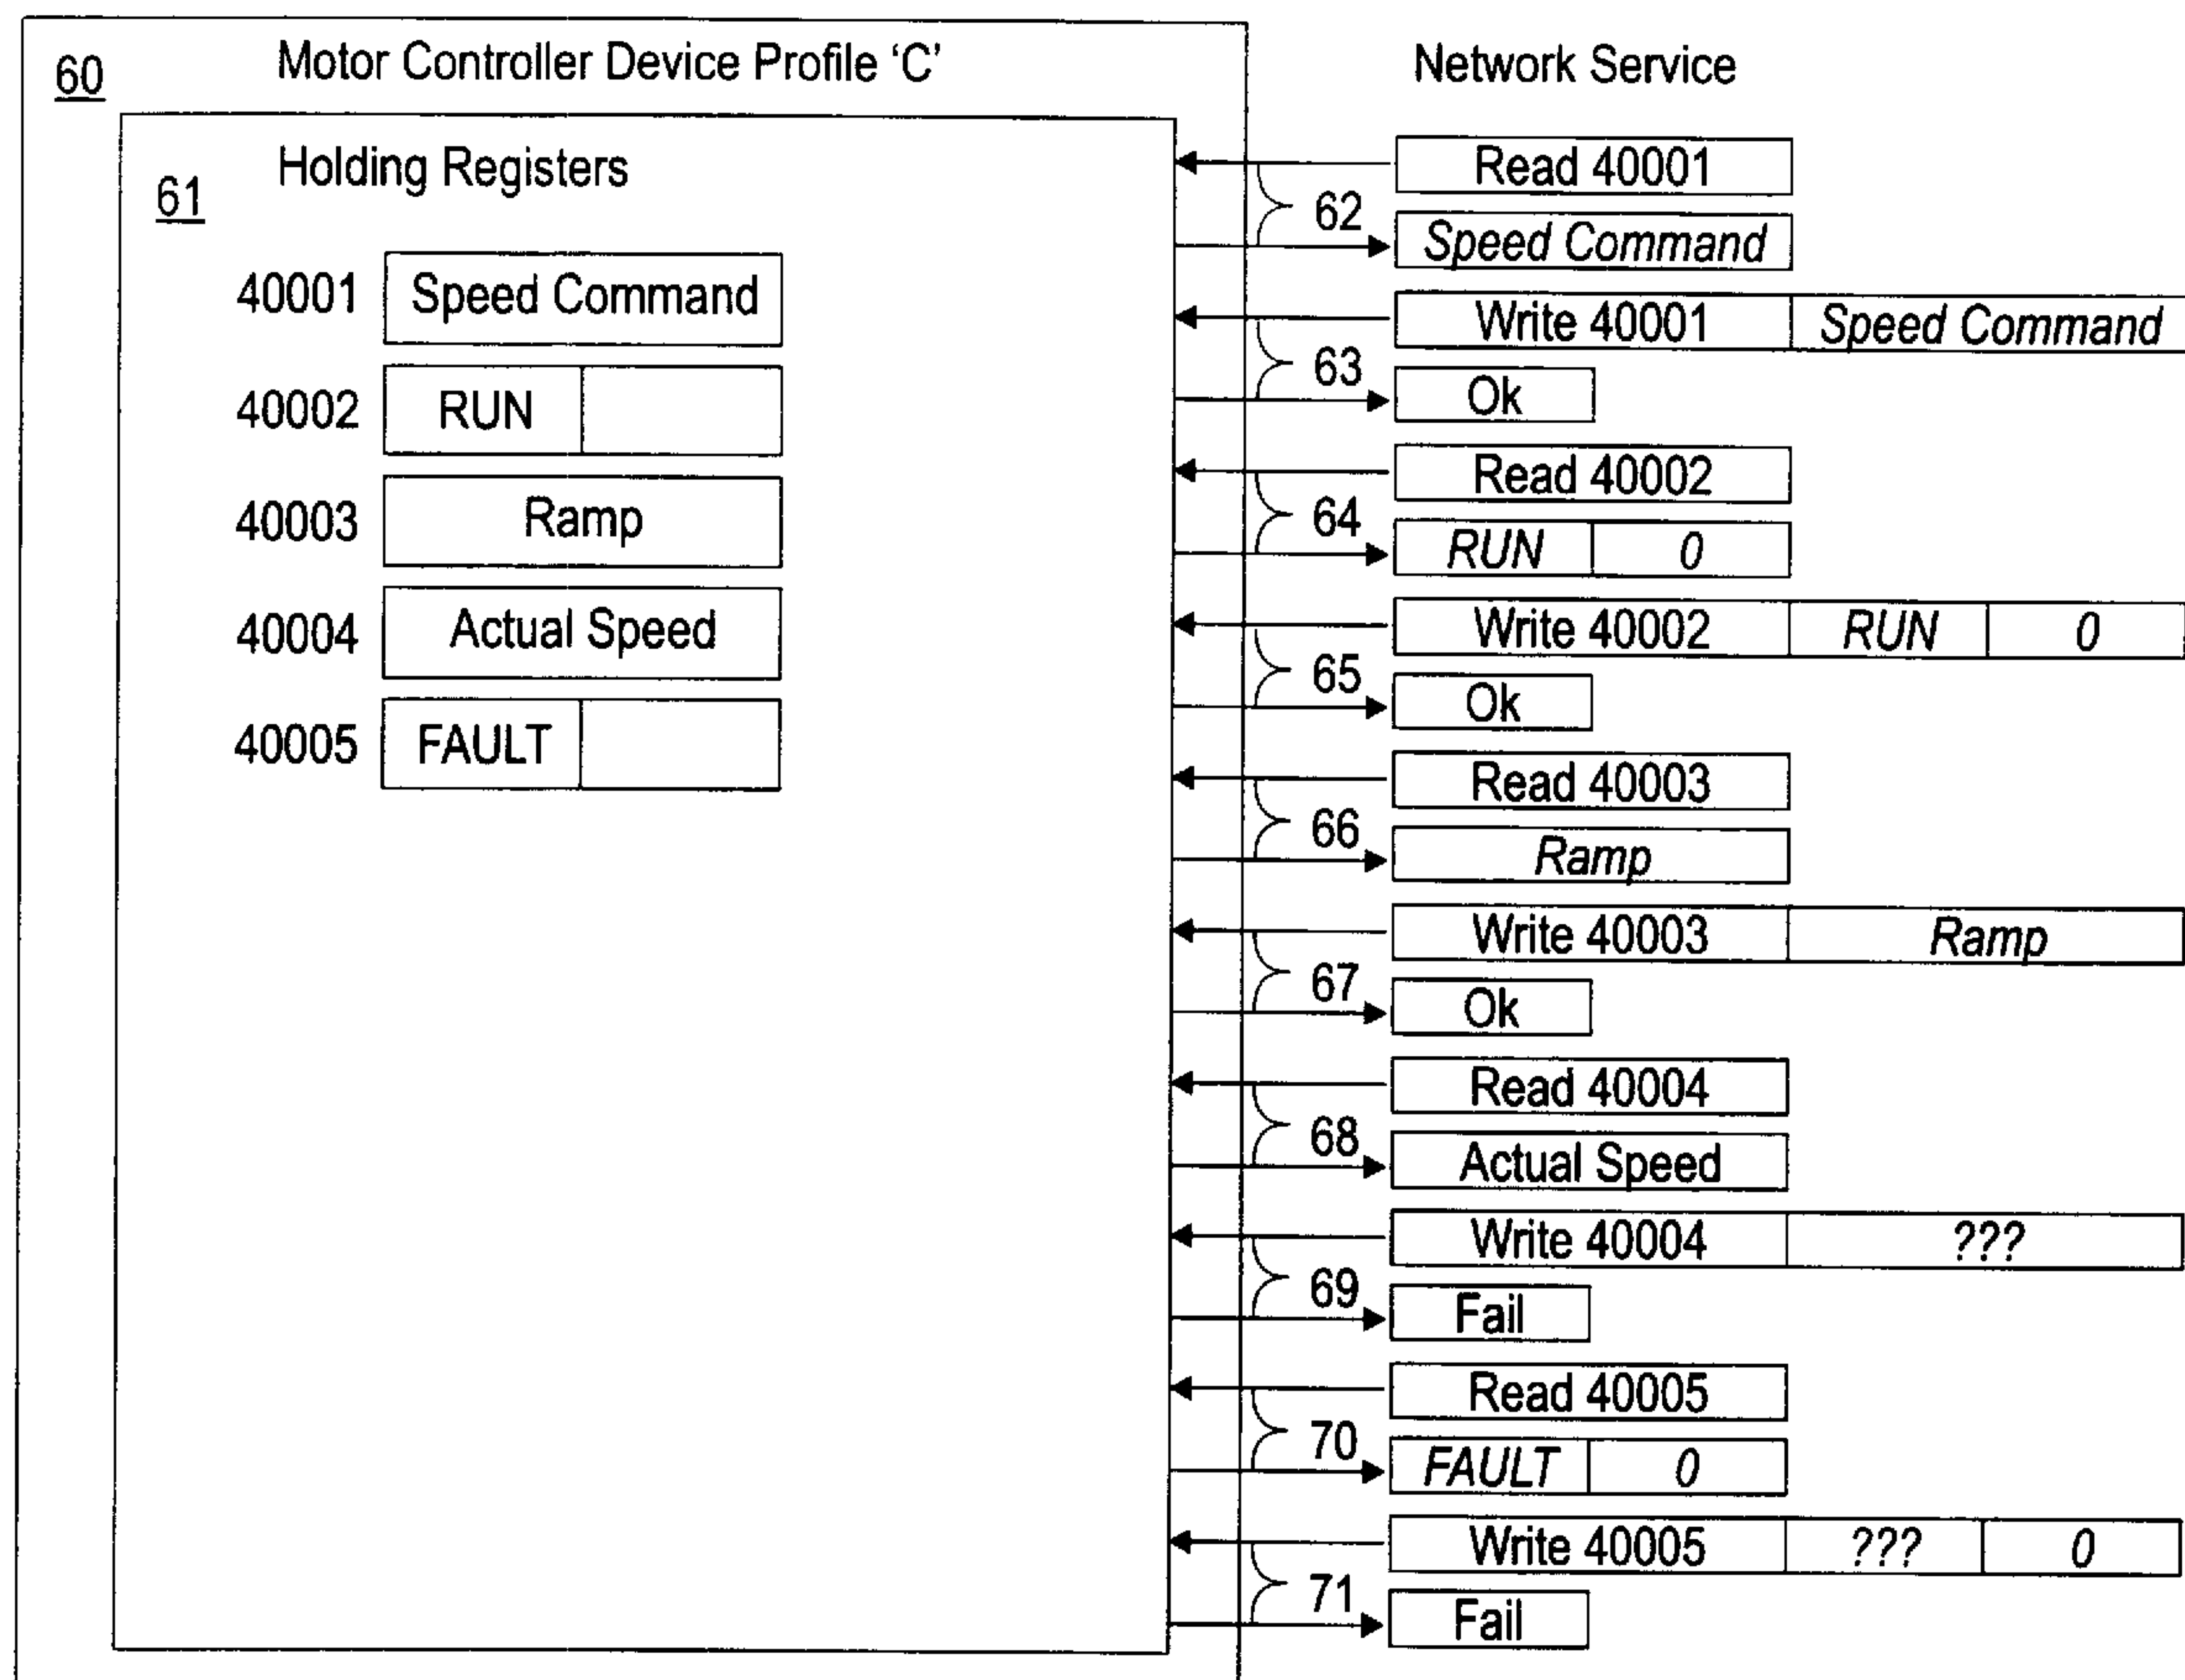 60 Motor Controller Device Profile ‘C’
61 Holding Registers
40001 Speed Command
40002 RUN
40003 Ramp
40004 Actual Speed
40005 FAULT
Network Service
Read 40001
62
Speed Command
Write 40001 Speed Command
63
Ok
Read 40002
64
RUN 0
Write 40002 RUN 0
65
Ok
Read 40003
66
Ramp
Write 40003 Ramp
67
Ok
Read 40004
68
Actual Speed
Write 40004 ???
69
Fail
Read 40005
70
FAULT 0
Write 40005 ??? 0
71
Fail